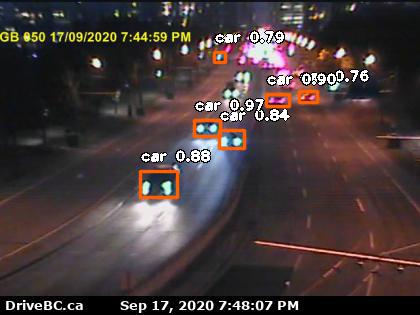 car 0.79
GB 050 17/09/2020 7:44:59 PM
0.76
car 0.90
car 0.97
car 0.84
car 0.88
DriveBC.ca Sep 17, 2020 7:48:07 PM